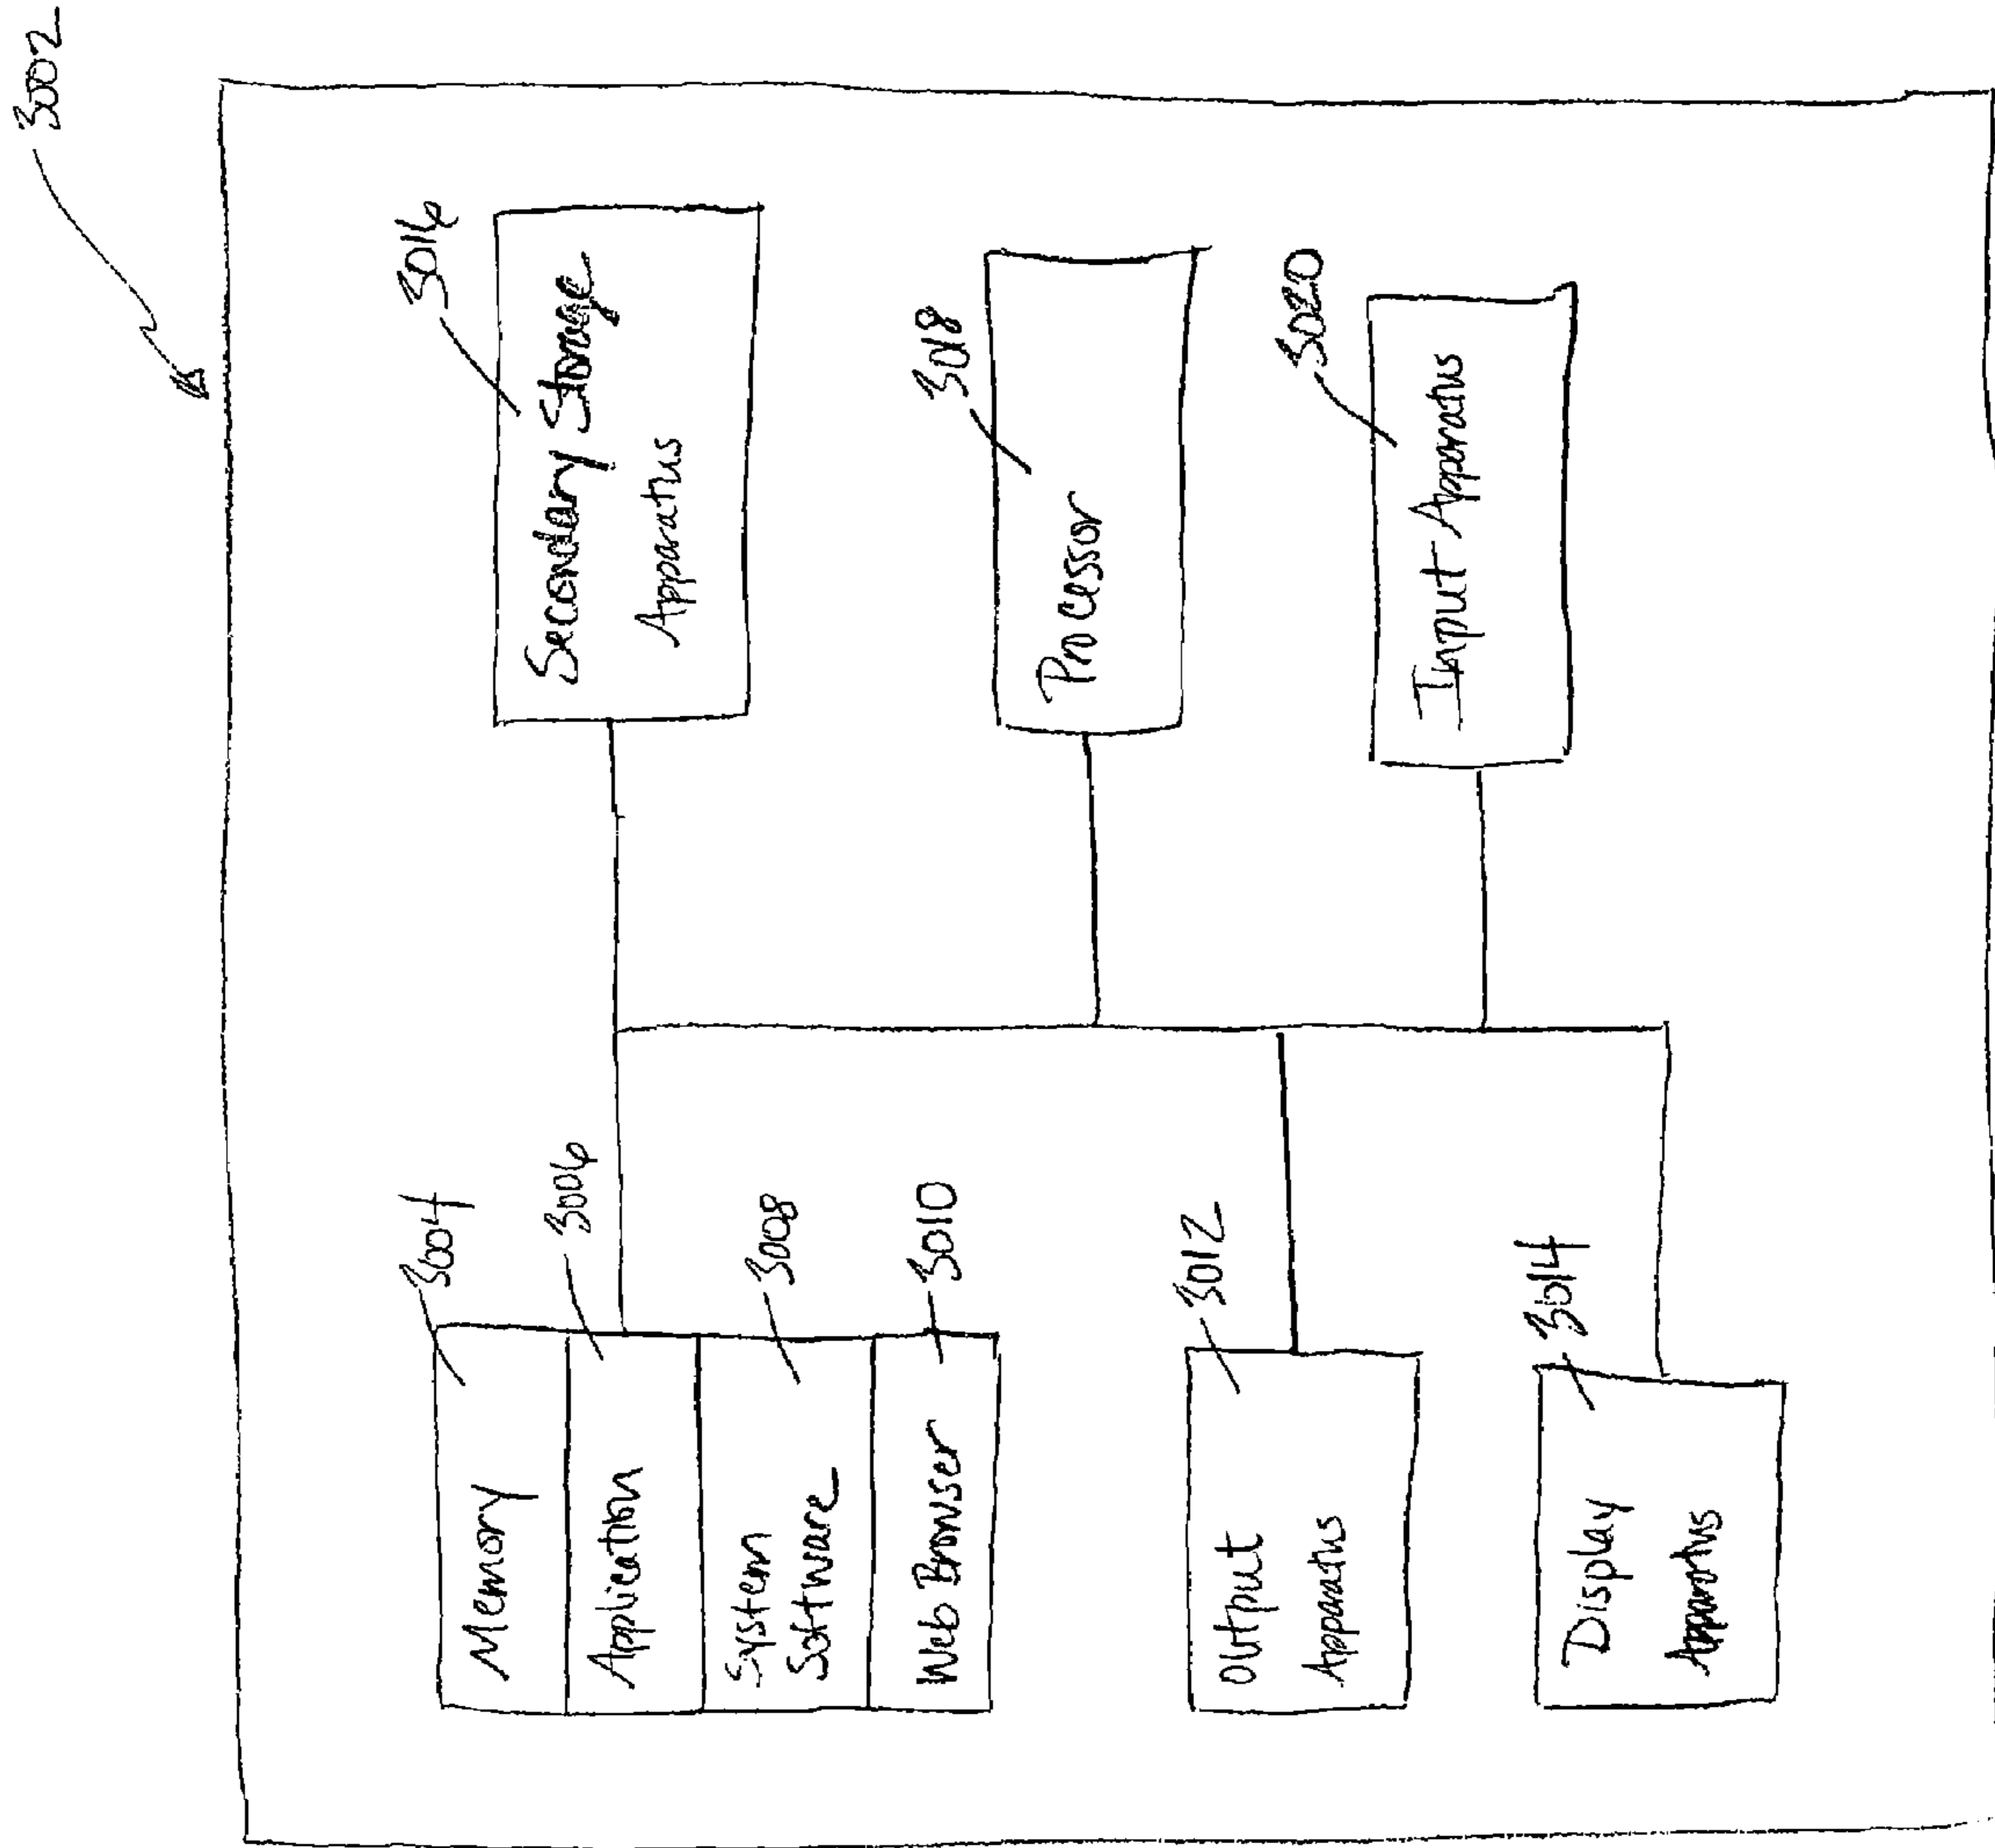 3002
3004
Memory
3006
Application
3008
System
Software
3010
Web Browser
3012
Output
Apparatus
3014
Display
Apparatus
3016
Secondary Storage
Apparatus
3018
Processor
3020
Input Apparatus